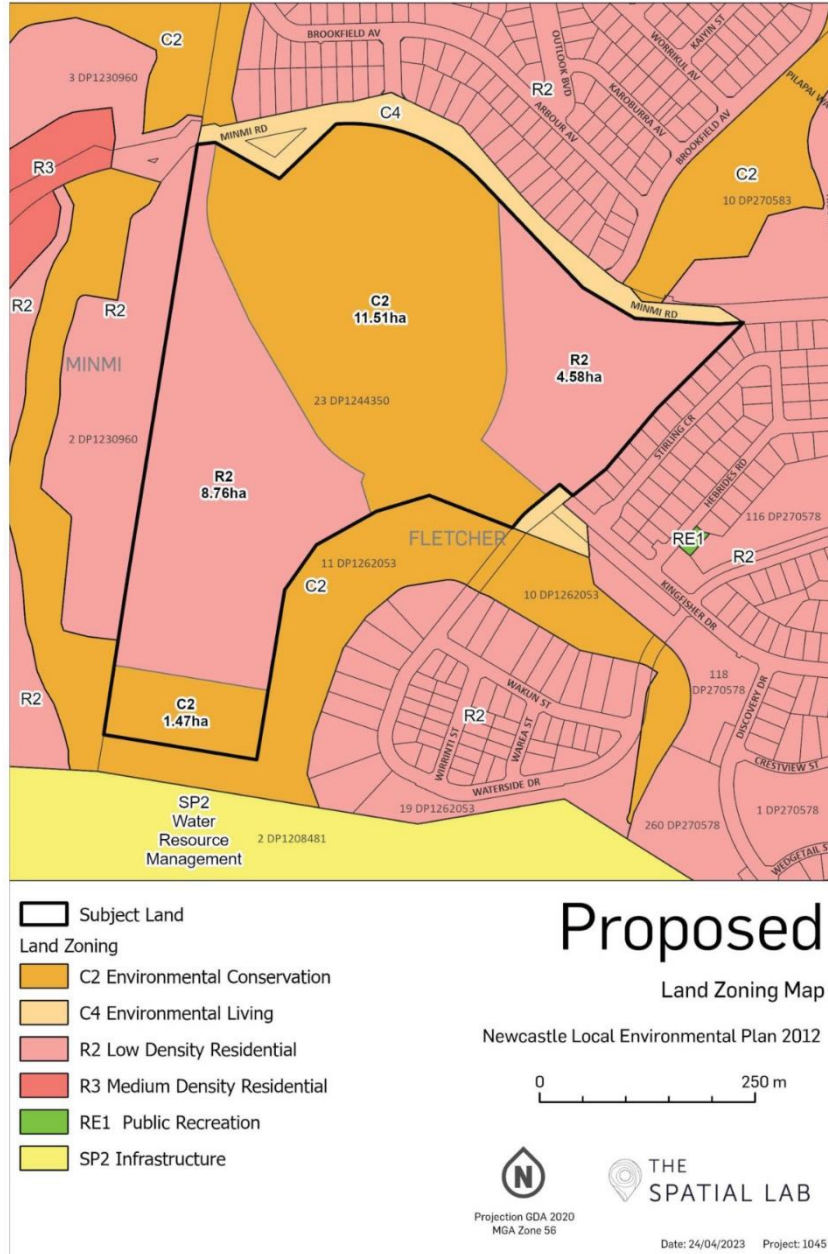 C2
BROOKFIELD AV
OUTLOOK BVD
WORRIKUL AV
KAIYIN ST
3 DP1230960
R2
KAROBURRA AV
PILAPAI WA
C4
MINMI RD
ARBOUR AV
BROOKFIELD AV
R3
C2
10 DP270583
R2
R2
C2
11.51ha
MINMI RD
MINMI
R2
4.58ha
23 DP1244350
2 DP1230960
STIRLING CR
R2
8.76ha
HEBRIDES RD
116 DP270578
FLETCHER
RE1
R2
11 DP1262053
C2
10 DP1262053
KINGFISHER DR
118
DP270578
R2
C2
1.47ha
WAKUN ST
R2
WIRRINTI ST
WAREA ST
DISCOVERY DR
CRESTVIEW ST
WATERSIDE DR
SP2
Water
Resource
Management
2 DP1208481
19 DP1262053
260 DP270578
1 DP270578
WEDGETAIL S
Subject Land
Land Zoning
C2 Environmental Conservation
C4 Environmental Living
R2 Low Density Residential
R3 Medium Density Residential
RE1 Public Recreation
SP2 Infrastructure
Proposed
Land Zoning Map
Newcastle Local Environmental Plan 2012
0 250 m
N
Projection GDA 2020
MGA Zone 56
THE
SPATIAL LAB
Date: 24/04/2023 Project: 1045